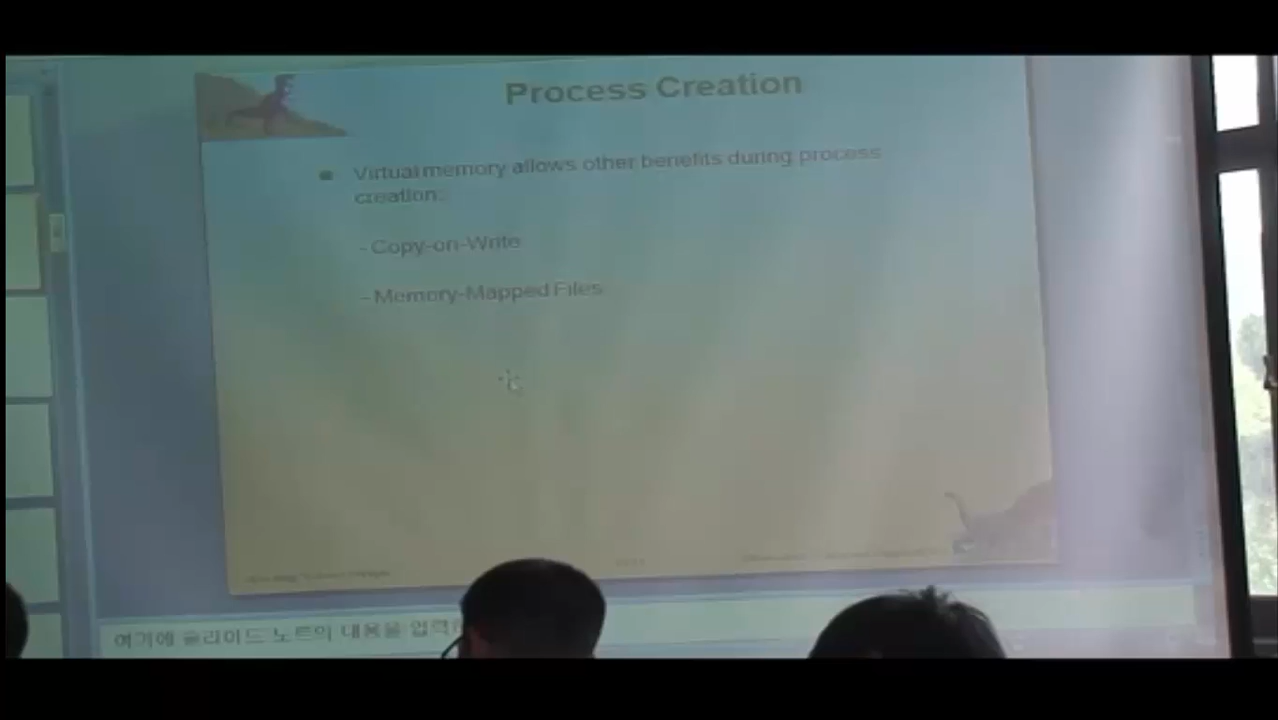 Process Creation
Virtual memory allows other benefits during process
creation:
- Copy-on-Write
- Memory-Mapped Files
여기에 슬라이드 노트의 내용을